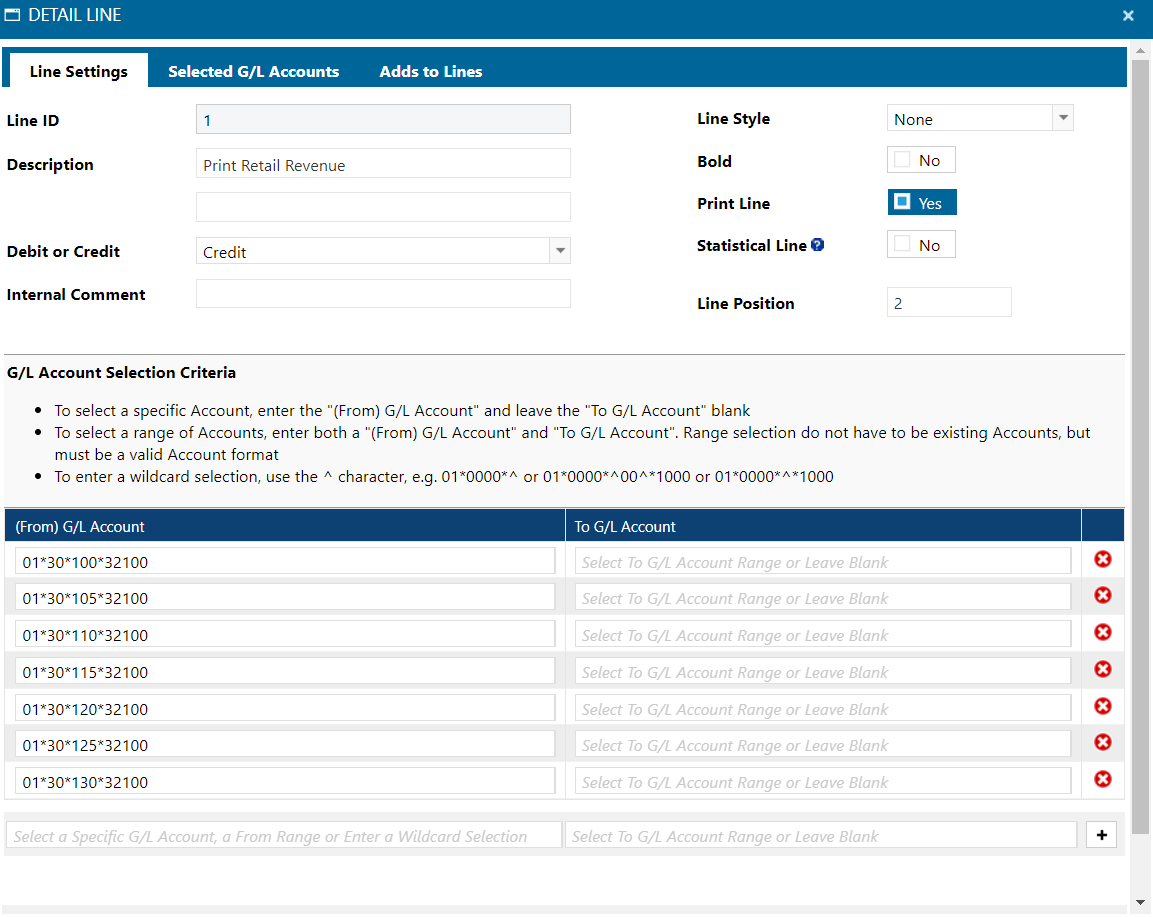 DETAIL LINE
Line Settings Selected G/L Accounts Adds to Lines
Line ID 1 Line Style None
Description Print Retail Revenue Bold No
Print Line Yes
Debit or Credit Credit Statistical Line ? No
Internal Comment Line Position 2
G/L Account Selection Criteria
• To select a specific Account, enter the "(From) G/L Account" and leave the "To G/L Account" blank
• To select a range of Accounts, enter both a "(From) G/L Account" and "To G/L Account". Range selection do not have to be existing Accounts, but
must be a valid Account format
• To enter a wildcard selection, use the ^ character, e.g. 01*0000*^ or 01*0000*^00^*1000 or 01*0000*^*1000
(From) G/L Account To G/L Account
01*30*100*32100 Select To G/L Account Range or Leave Blank
01*30*105*32100 Select To G/L Account Range or Leave Blank
01*30*110*32100 Select To G/L Account Range or Leave Blank
01*30*115*32100 Select To G/L Account Range or Leave Blank
01*30*120*32100 Select To G/L Account Range or Leave Blank
01*30*125*32100 Select To G/L Account Range or Leave Blank
01*30*130*32100 Select To G/L Account Range or Leave Blank
Select a Specific G/L Account, a From Range or Enter a Wildcard Selection Select To G/L Account Range or Leave Blank +